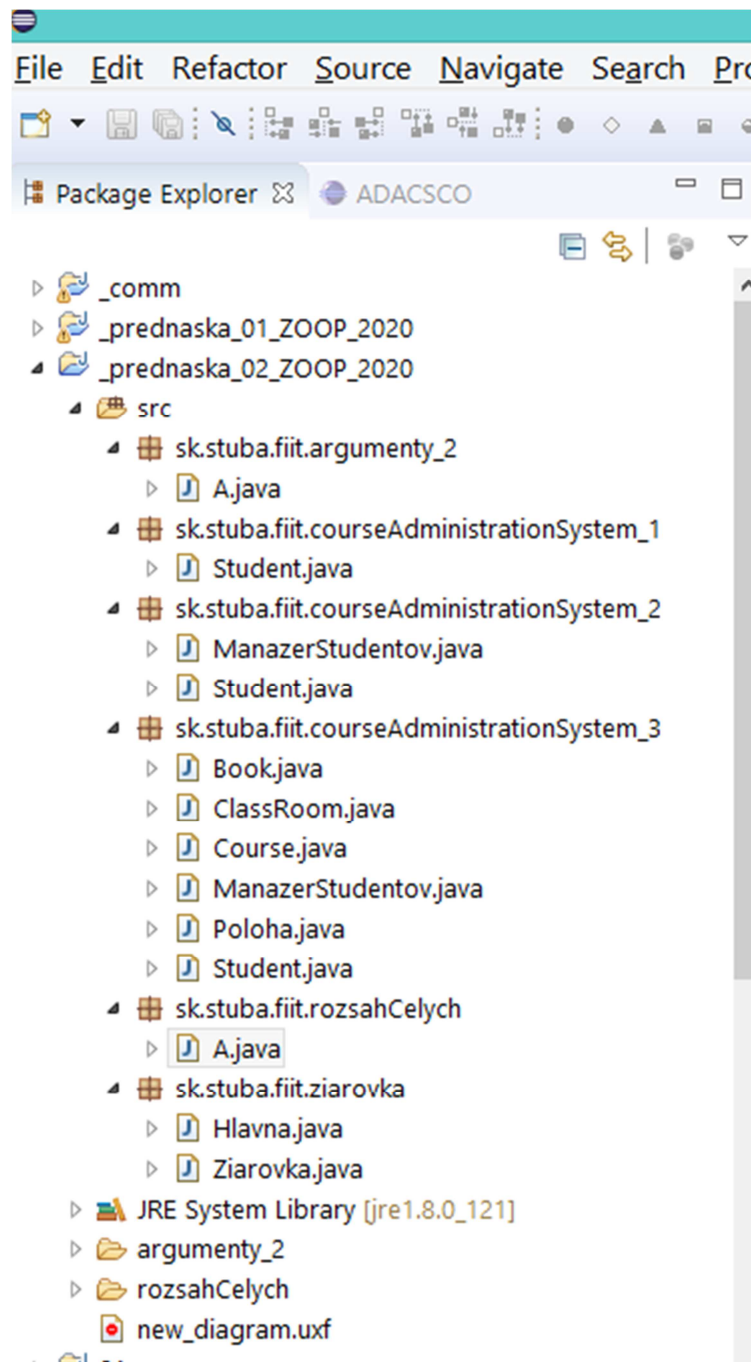 File Edit Refactor Source Navigate Search
Package Explorer ADACSCO
_comm
_prednaska_01_ZOOP_2020
_prednaska_02_ZOOP_2020
src
sk.stuba.fiit.argumenty_2
A.java
sk.stuba.fiit.courseAdministrationSystem_1
Student.java
sk.stuba.fiit.courseAdministrationSystem_2
ManazerStudentov.java
Student.java
sk.stuba.fiit.courseAdministrationSystem_3
Book.java
ClassRoom.java
Course.java
ManazerStudentov.java
Poloha.java
Student.java
sk.stuba.fiit.rozsahCelych
A.java
sk.stuba.fiit.ziarovka
Hlavna.java
Ziarovka.java
JRE System Library [jre1.8.0_121]
argumenty_2
rozsahCelych
new_diagram.uxf